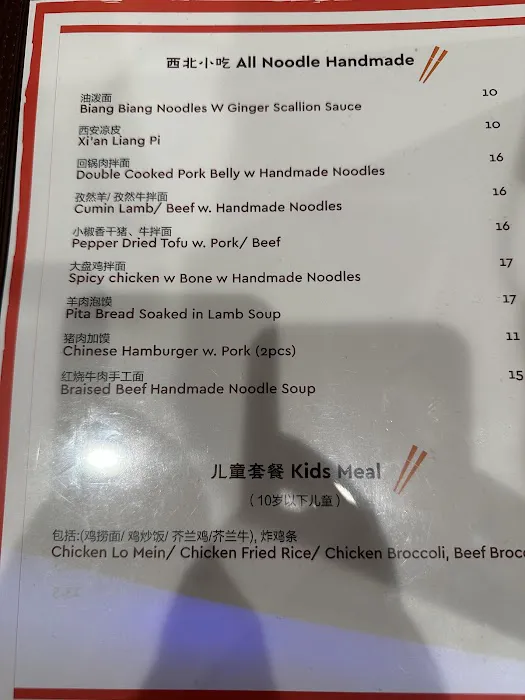 西北小吃 All Noodle Handmade
油泼面
Biang Biang Noodles W Ginger Scallion Sauce 10
西安凉皮
Xi'an Liang Pi 10
回锅肉拌面
Double Cooked Pork Belly w Handmade Noodles 16
孜然羊/ 孜然牛拌面
Cumin Lamb/ Beef w. Handmade Noodles 16
小椒香干猪、牛拌面
Pepper Dried Tofu w. Pork/ Beef 16
大盘鸡拌面
Spicy chicken w Bone w Handmade Noodles 17
羊肉泡馍
Pita Bread Soaked in Lamb Soup 17
猪肉加馍
Chinese Hamburger w. Pork (2pcs) 11
红烧牛肉手工面
Braised Beef Handmade Noodle Soup 15
儿童套餐 Kids Meal
(10岁以下儿童)
包括:(鸡捞面/ 鸡炒饭/ 芥兰鸡/芥兰牛), 炸鸡条
Chicken Lo Mein/ Chicken Fried Rice/ Chicken Broccoli, Beef